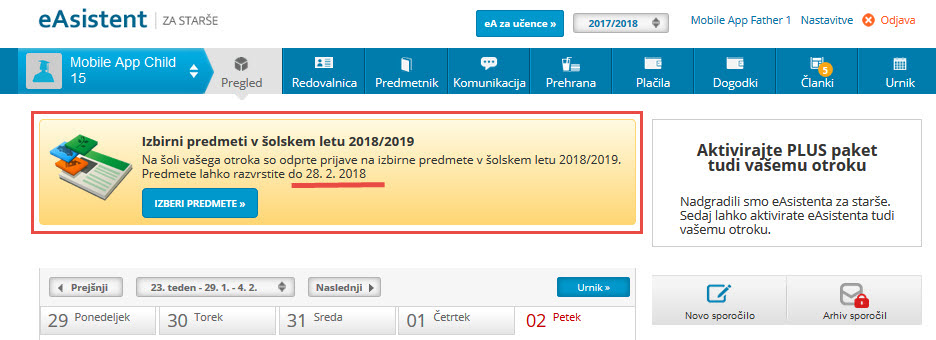 eAsistent | ZA STARŠE
eA za učence »
2017/2018
Mobile App Father 1
Nastavitve
Odjava
Mobile App Child
15
Pregled
Redovalnica
Predmetnik
Komunikacija
Prehrana
Plačila
Dogodki
5
Članki
Urnik
Izbirni predmeti v šolskem letu 2018/2019
Na šoli vašega otroka so odprte prijave na izbirne predmete v šolskem letu 2018/2019.
Predmete lahko razvrstite do 28. 2. 2018
IZBERI PREDMETE »
Aktivirajte PLUS paket
tudi vašemu otroku
Nadgradili smo eAsistenta za starše.
Sedaj lahko aktivirate eAsistenta tudi
vašemu otroku.
Prejšnji
23. teden - 29. 1. - 4. 2.
Naslednji
Urnik »
29 Ponedeljek
30 Torek
31 Sreda
01 Četrtek
02 Petek
Novo sporočilo
Arhiv sporočil